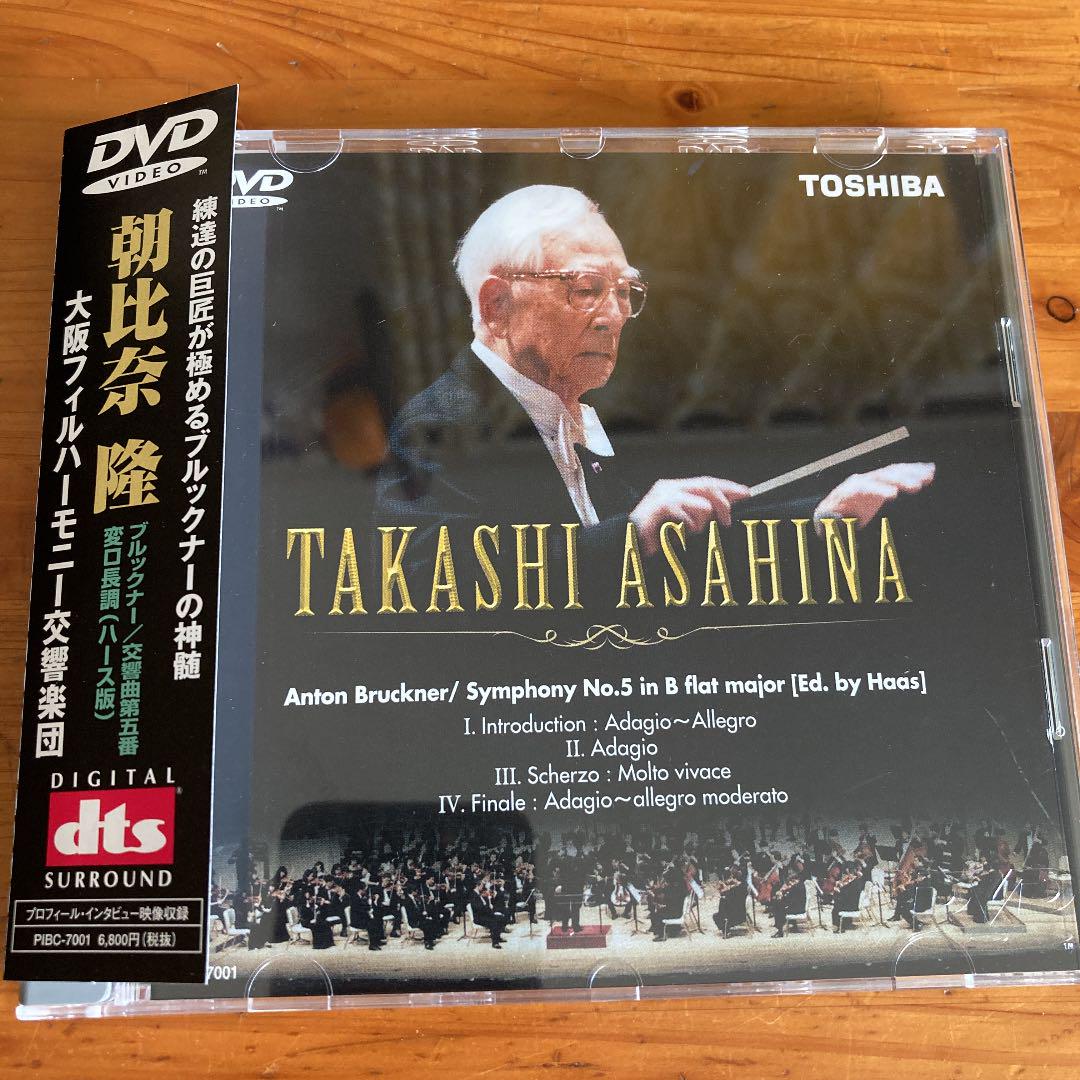 DVD
VIDEO™
練達の巨匠が極めるブルックナーの神髄
朝比奈 隆
ブルックナー/交響曲第五番
変ロ長調(ハース版)
大阪フィルハーモニー交響楽団
DIGITAL
dts®
SURROUND
プロフィール・インタビュー映像収録
PIBC-7001 6,800円(税抜)
VD
IDEO™
TOSHIBA
TAKASHI ASAHINA
Anton Bruckner/ Symphony No.5 in B flat major [Ed. by Haas]
I. Introduction : Adagio~Allegro
II. Adagio
III. Scherzo : Molto vivace
IV. Finale : Adagio~allegro moderato
7001